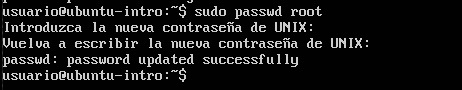 usuario@ubuntu-intro:~$ sudo passwd root
Introduzca la nueva contraseña de UNIX:
Vuelva a escribir la nueva contraseña de UNIX:
passwd: password updated successfully
usuario@ubuntu-intro:~$